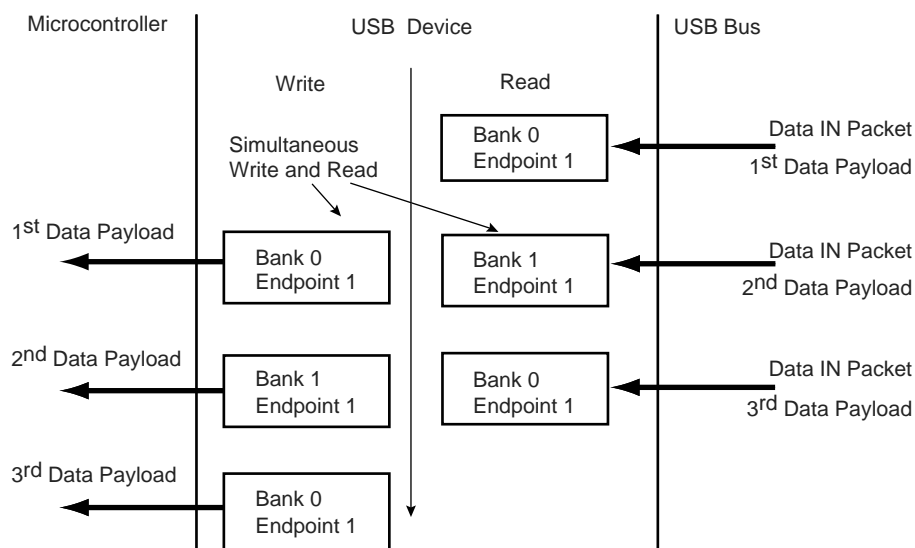 Microcontroller
USB Device
USB Bus
Write
Read
Bank 0
Endpoint 1
Data IN Packet
1st Data Payload
Simultaneous
Write and Read
1st Data Payload
Bank 0
Endpoint 1
Bank 1
Endpoint 1
Data IN Packet
2nd Data Payload
2nd Data Payload
Bank 1
Endpoint 1
Bank 0
Endpoint 1
Data IN Packet
3rd Data Payload
3rd Data Payload
Bank 0
Endpoint 1